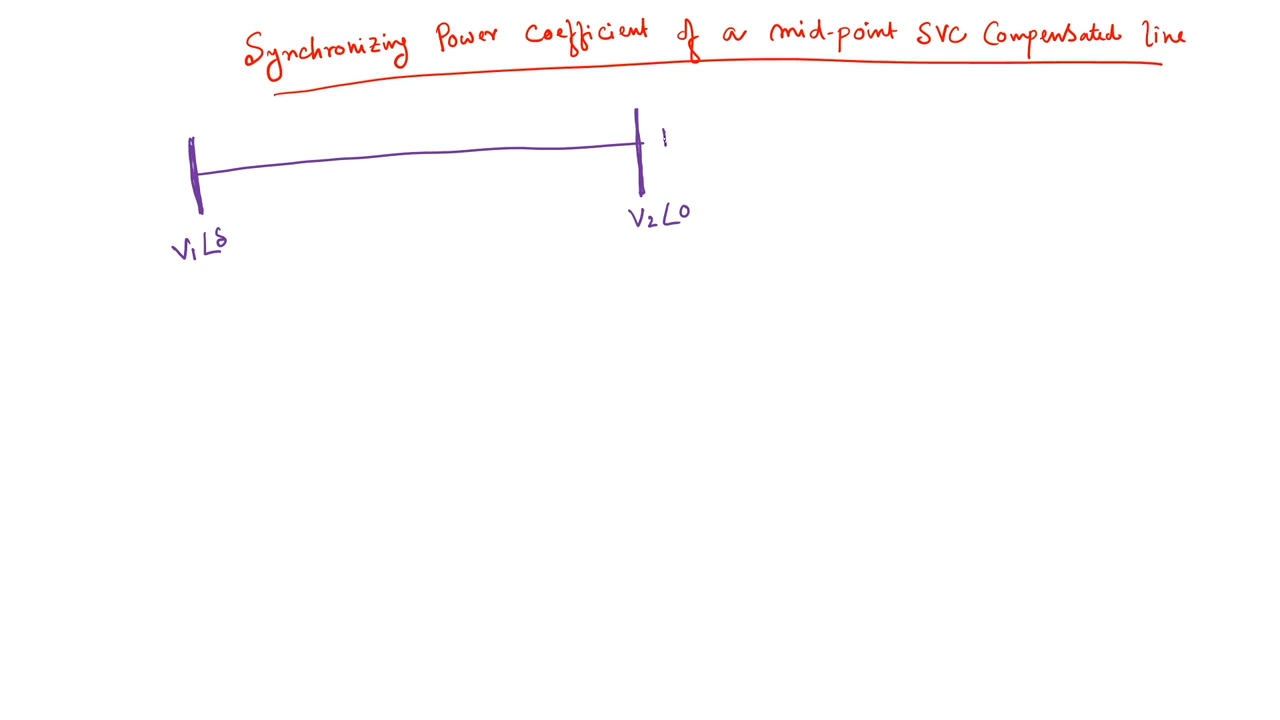 Synchronizing Power Coefficient of a mid-point SVC Compensated line
V₂∠0
V₁∠δ